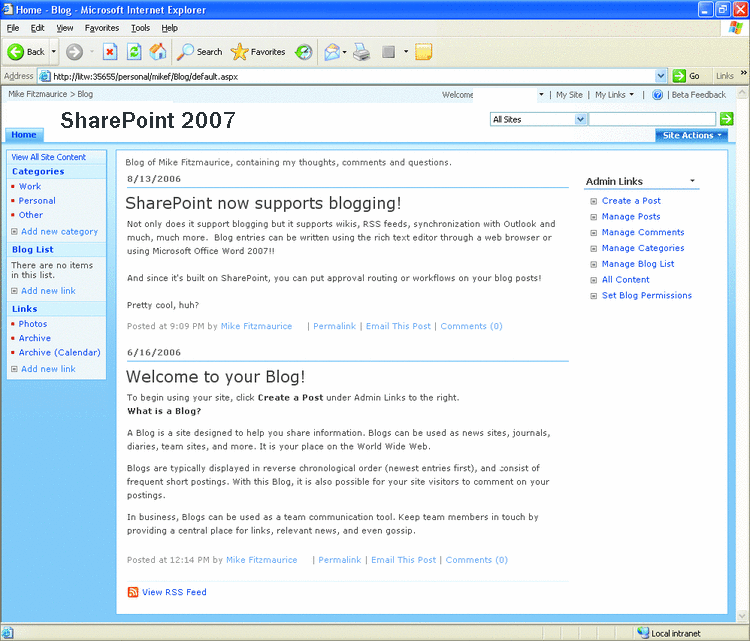 Home - Blog - Microsoft Internet Explorer
File Edit View Favorites Tools Help
Back Search Favorites
Address http://litw:35655/personal/mikef/Blog/default.aspx Go Links »
Mike Fitzmaurice > Blog Welcome | My Site | My Links | Beta Feedback
SharePoint 2007
All Sites
Home Site Actions
View All Site Content
Categories
Work
Personal
Other
Add new category
Blog List
There are no items
in this list.
Add new link
Links
Photos
Archive
Archive (Calendar)
Add new link
Blog of Mike Fitzmaurice, containing my thoughts, comments and questions.
8/13/2006
SharePoint now supports blogging!
Not only does it support blogging but it supports wikis, RSS feeds, synchronization with Outlook and
much, much more. Blog entries can be written using the rich text editor through a web browser or
using Microsoft Office Word 2007!!
And since it's built on SharePoint, you can put approval routing or workflows on your blog posts!
Pretty cool, huh?
Posted at 9:09 PM by Mike Fitzmaurice | Permalink | Email This Post | Comments (0)
6/16/2006
Welcome to your Blog!
To begin using your site, click Create a Post under Admin Links to the right.
What is a Blog?
A Blog is a site designed to help you share information. Blogs can be used as news sites, journals,
diaries, team sites, and more. It is your place on the World Wide Web.
Blogs are typically displayed in reverse chronological order (newest entries first), and consist of
frequent short postings. With this Blog, it is also possible for your site visitors to comment on your
postings.
In business, Blogs can be used as a team communication tool. Keep team members in touch by
providing a central place for links, relevant news, and even gossip.
Posted at 12:14 PM by Mike Fitzmaurice | Permalink | Email This Post | Comments (0)
View RSS Feed
Admin Links
Create a Post
Manage Posts
Manage Comments
Manage Categories
Manage Blog List
All Content
Set Blog Permissions
Local intranet